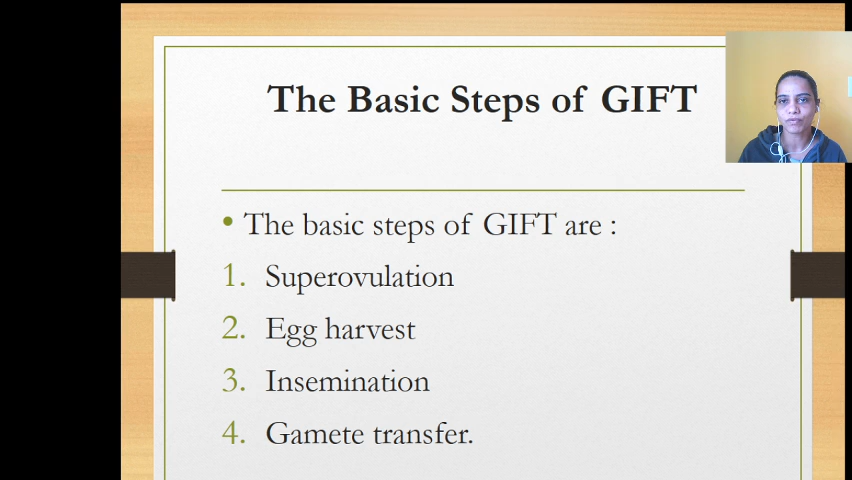 The Basic Steps of GIFT
• The basic steps of GIFT are :
1. Superovulation
2. Egg harvest
3. Insemination
4. Gamete transfer.